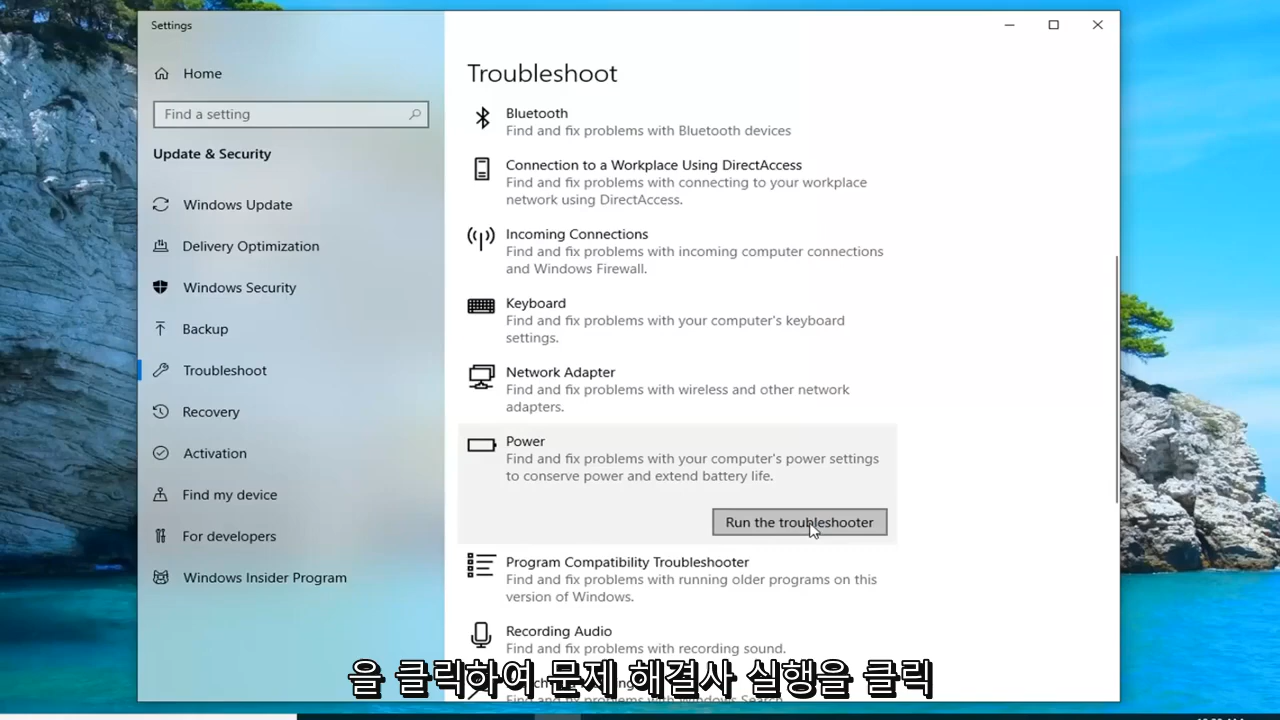 Settings
Home
Find a setting
Update & Security
Windows Update
Delivery Optimization
Windows Security
Backup
Troubleshoot
Recovery
Activation
Find my device
For developers
Windows Insider Program
Troubleshoot
Bluetooth
Find and fix problems with Bluetooth devices
Connection to a Workplace Using DirectAccess
Find and fix problems with connecting to your workplace
network using DirectAccess.
Incoming Connections
Find and fix problems with incoming computer connections
and Windows Firewall.
Keyboard
Find and fix problems with your computer's keyboard
settings.
Network Adapter
Find and fix problems with wireless and other network
adapters.
Power
Find and fix problems with your computer's power settings
to conserve power and extend battery life.
Run the troubleshooter
Program Compatibility Troubleshooter
Find and fix problems with running older programs on this
version of Windows.
Recording Audio
Find and fix problems with recording sound.
을 클릭하여 문제 해결사 실행을 클릭
Find and fix problems with Windows Search